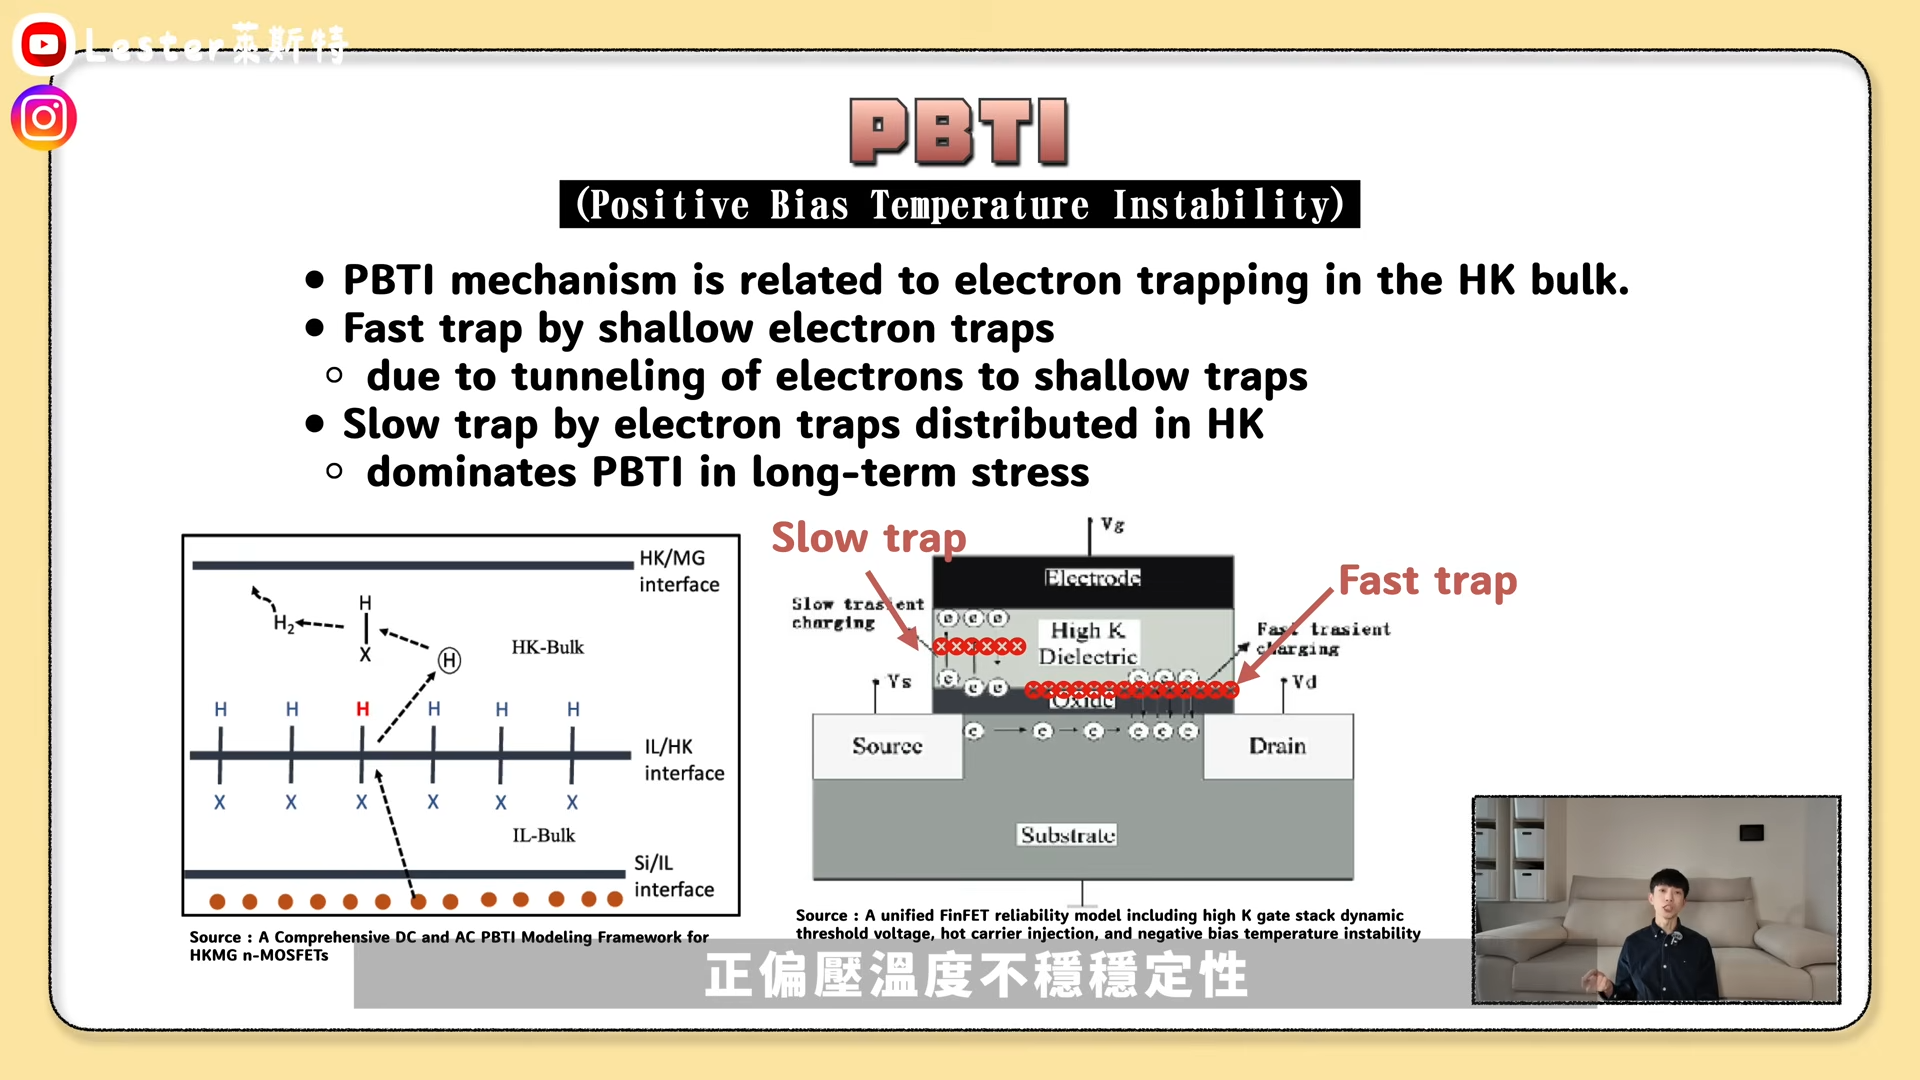 Lester萊斯特
PBTI
(Positive Bias Temperature Instability)
• PBTI mechanism is related to electron trapping in the HK bulk.
• Fast trap by shallow electron traps
○ due to tunneling of electrons to shallow traps
• Slow trap by electron traps distributed in HK
○ dominates PBTI in long-term stress
HK/MG
interface
H
H2
X
H
HK-Bulk
H H H H H H
IL/HK
interface
X X X X X X
IL-Bulk
Si/IL
interface
Source : A Comprehensive DC and AC PBTI Modeling Framework for
HKMG n-MOSFETs
Slow trap
Vg
Electrode
Fast trap
Slow trasient
charging
High K
Dielectric
Fast trasient
charging
Vs
Vd
Oxide
Source
Drain
Substrate
Source : A unified FinFET reliability model including high K gate stack dynamic
threshold voltage, hot carrier injection, and negative bias temperature instability
正偏壓溫度不穩穩定性